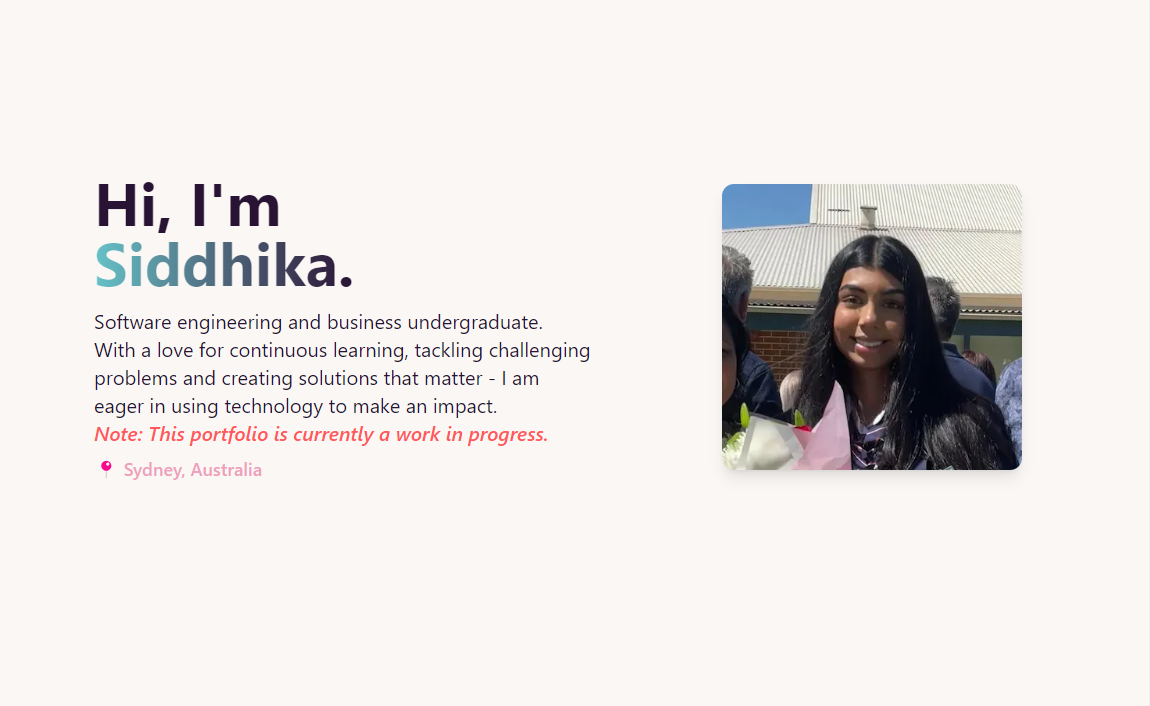 Hi, I'm
Siddhika.
Software engineering and business undergraduate.
With a love for continuous learning, tackling challenging
problems and creating solutions that matter - I am
eager in using technology to make an impact.
Note: This portfolio is currently a work in progress.
Sydney, Australia